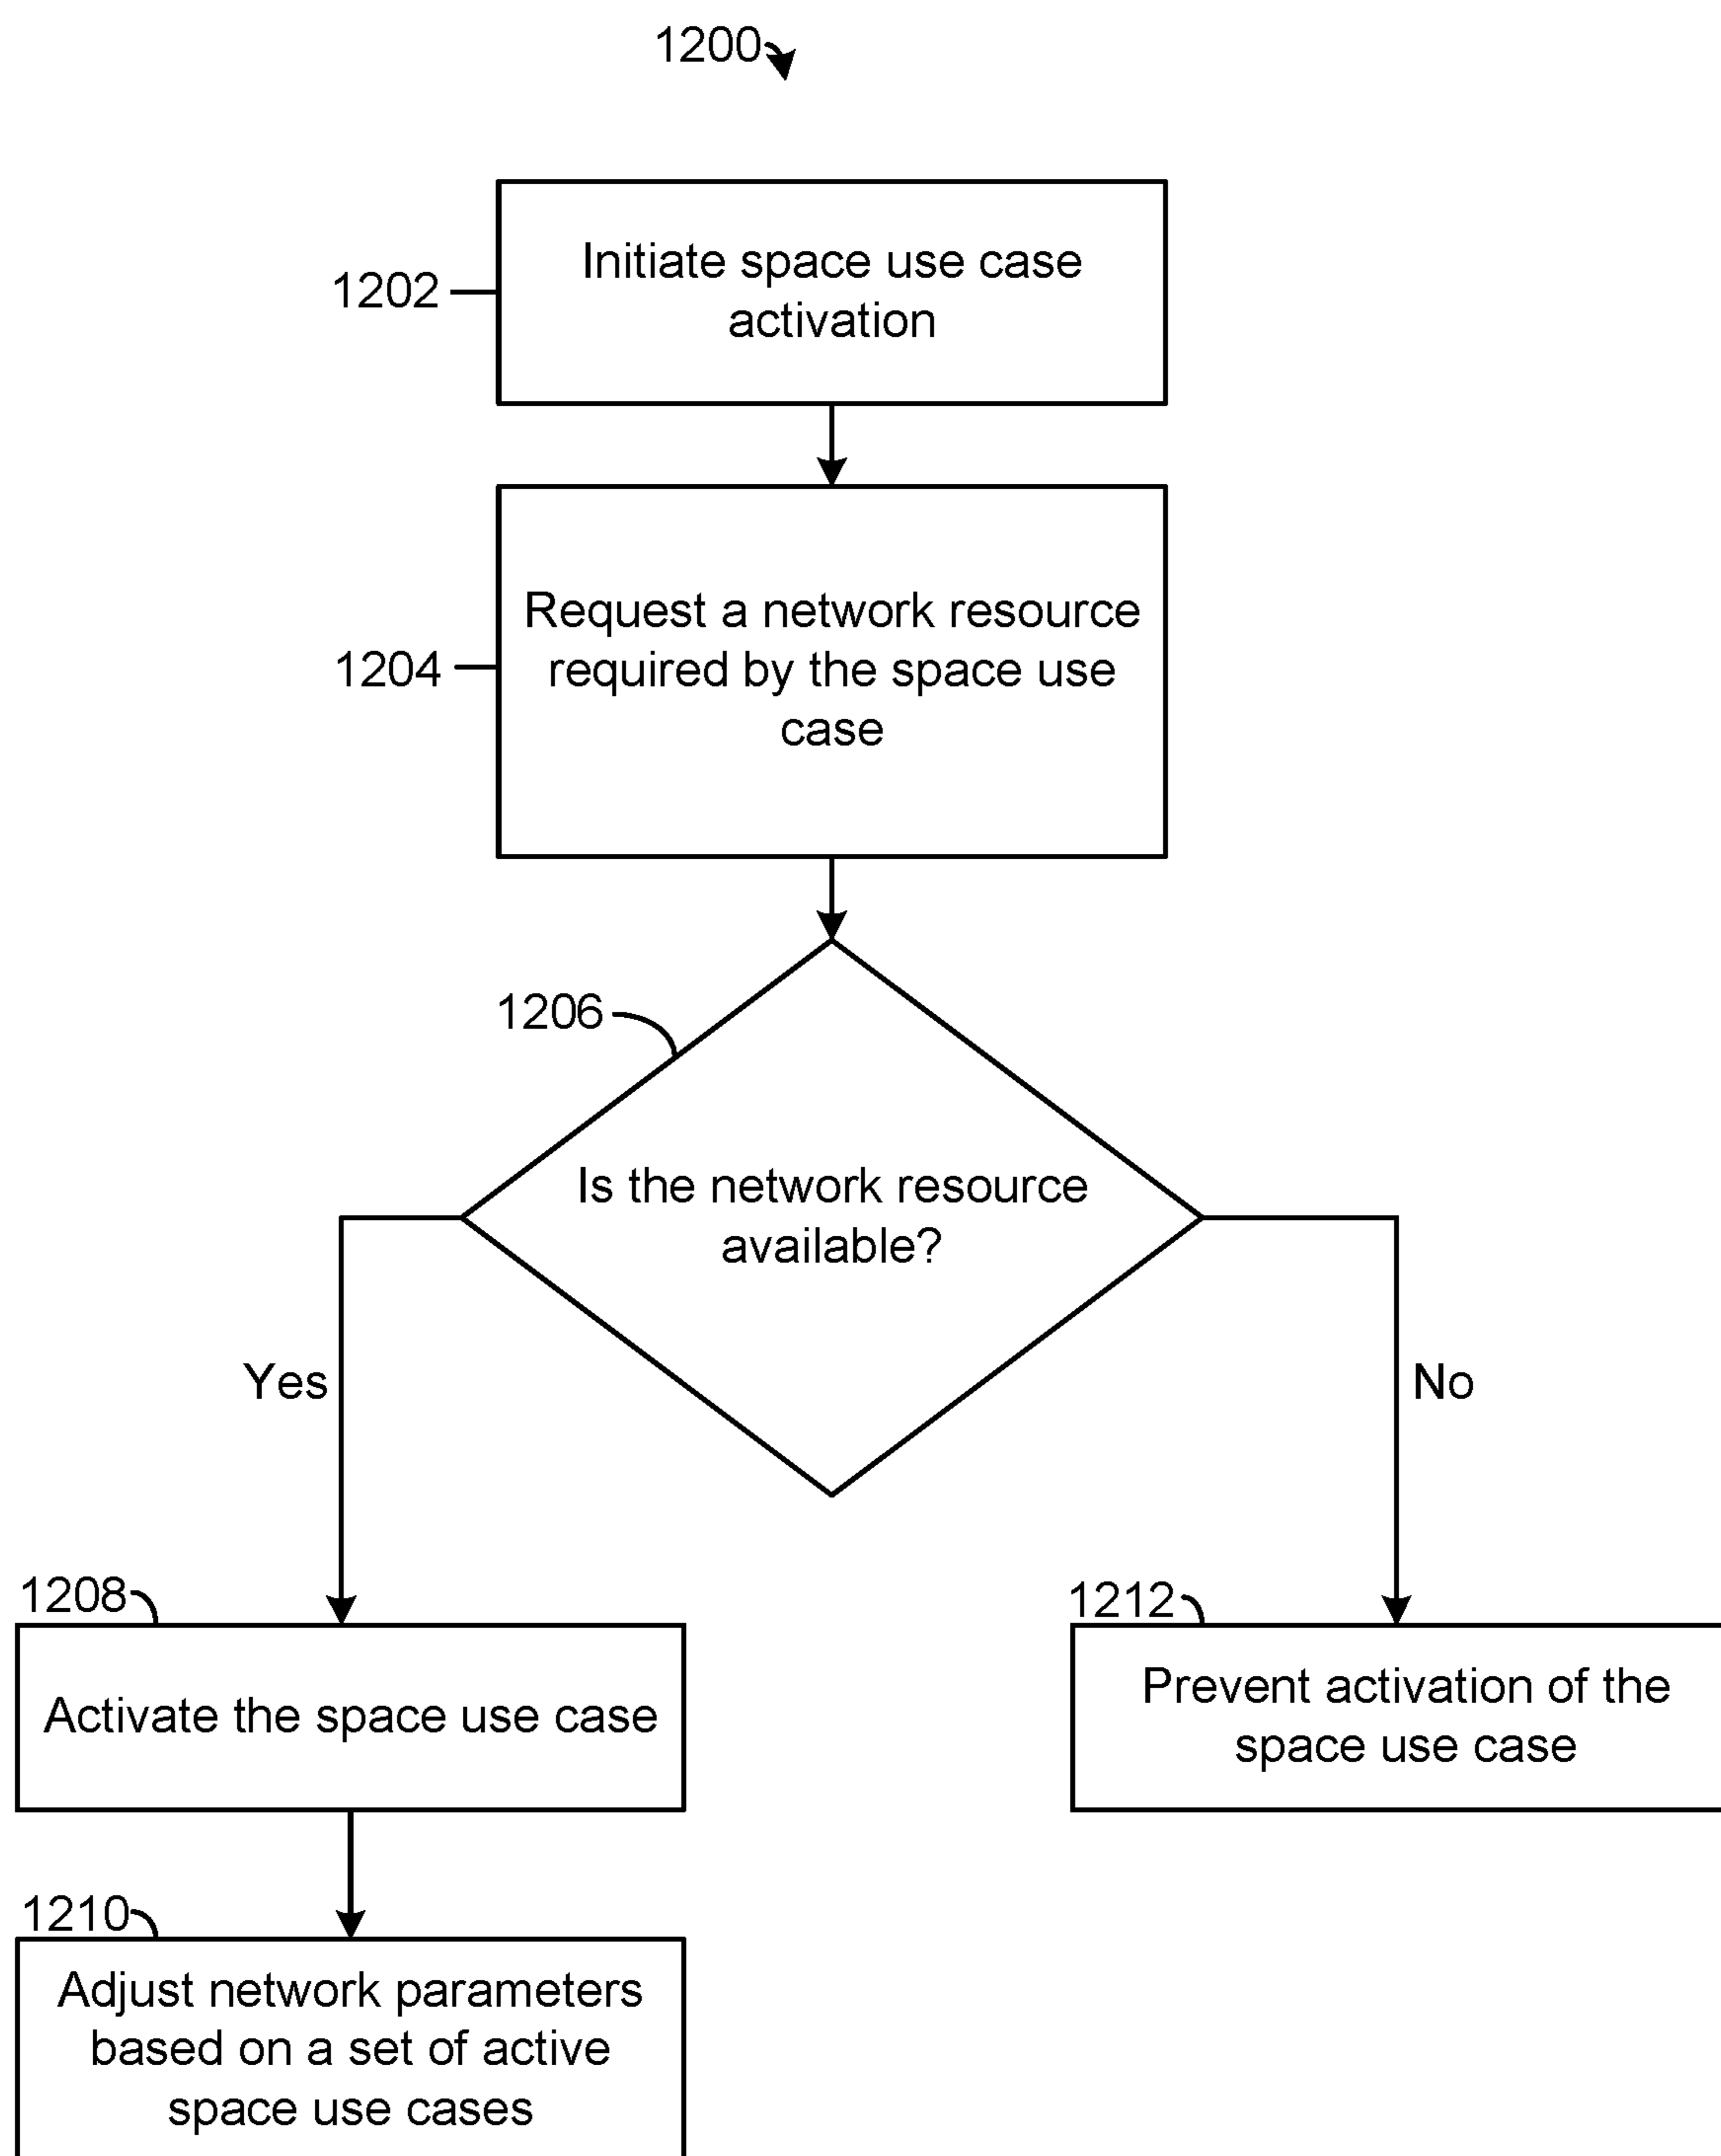 1200
Initiate space use case
activation
1202
Request a network resource
required by the space use
case
1204
1206
Is the network resource
available?
Yes
No
1208
Activate the space use case
1212
Prevent activation of the
space use case
1210
Adjust network parameters
based on a set of active
space use cases